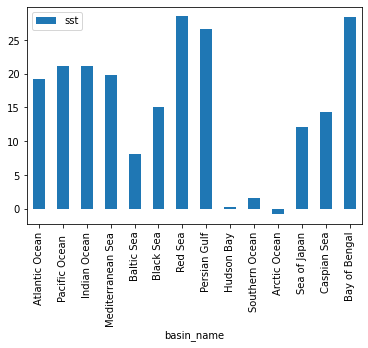 sst
25
20
15
10
5
0
Atlantic Ocean
Pacific Ocean
Indian Ocean
Mediterranean Sea
Baltic Sea
Black Sea
Red Sea
Persian Gulf
Hudson Bay
Southern Ocean
Arctic Ocean
Sea of Japan
Caspian Sea
Bay of Bengal
basin_name